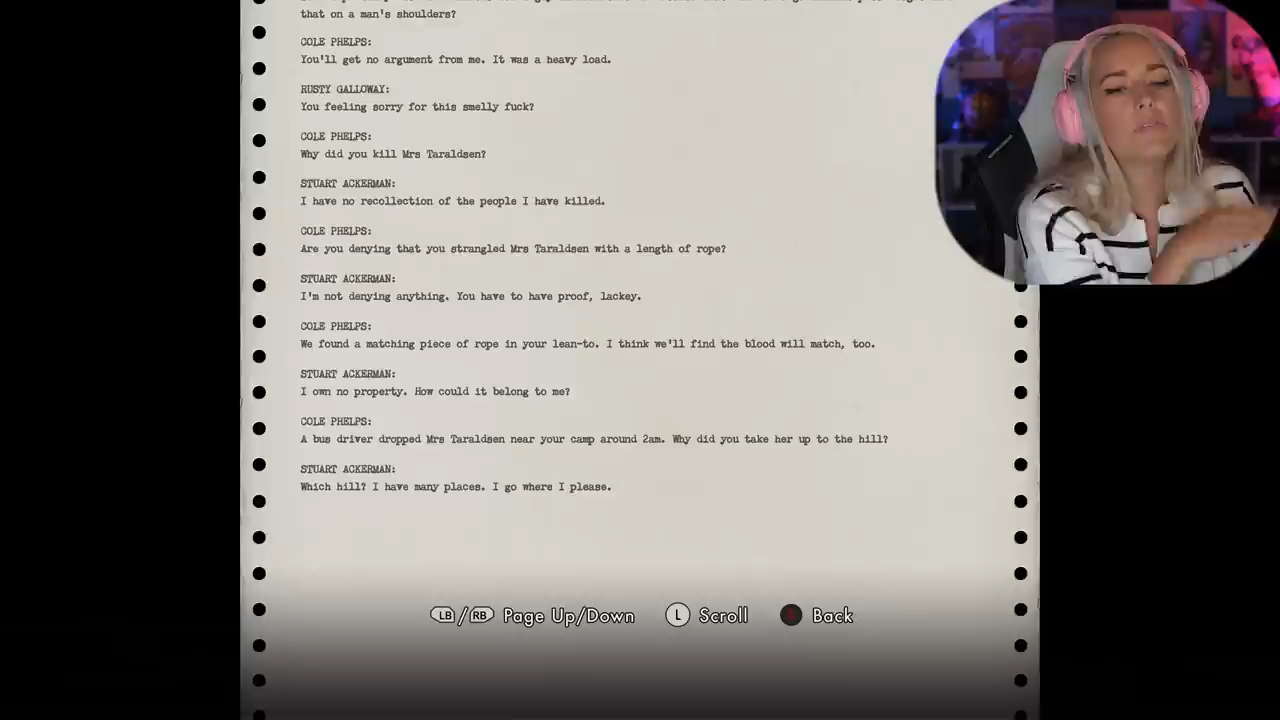 that on a man's shoulders?
COLE PHELPS:
You'll get no argument from me. It was a heavy load.
RUSTY GALLOWAY:
You feeling sorry for this smelly fuck?
COLE PHELPS:
Why did you kill Mrs Taraldsen?
STUART ACKERMAN:
I have no recollection of the people I have killed.
COLE PHELPS:
Are you denying that you strangled Mrs Taraldsen with a length of rope?
STUART ACKERMAN:
I'm not denying anything. You have to have proof, lackey.
COLE PHELPS:
We found a matching piece of rope in your lean-to. I think we'll find the blood will match, too.
STUART ACKERMAN:
I own no property. How could it belong to me?
COLE PHELPS:
A bus driver dropped Mrs Taraldsen near your camp around 2am. Why did you take her up to the hill?
STUART ACKERMAN:
Which hill? I have many places. I go where I please.
LB/RB Page Up/Down L Scroll Back